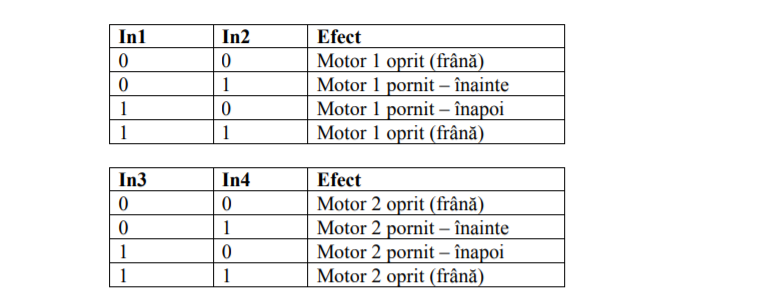 In1 In2 Efect
0 0 Motor 1 oprit (frână)
0 1 Motor 1 pornit – înainte
1 0 Motor 1 pornit – înapoi
1 1 Motor 1 oprit (frână)
In3 In4 Efect
0 0 Motor 2 oprit (frână)
0 1 Motor 2 pornit – înainte
1 0 Motor 2 pornit – înapoi
1 1 Motor 2 oprit (frână)